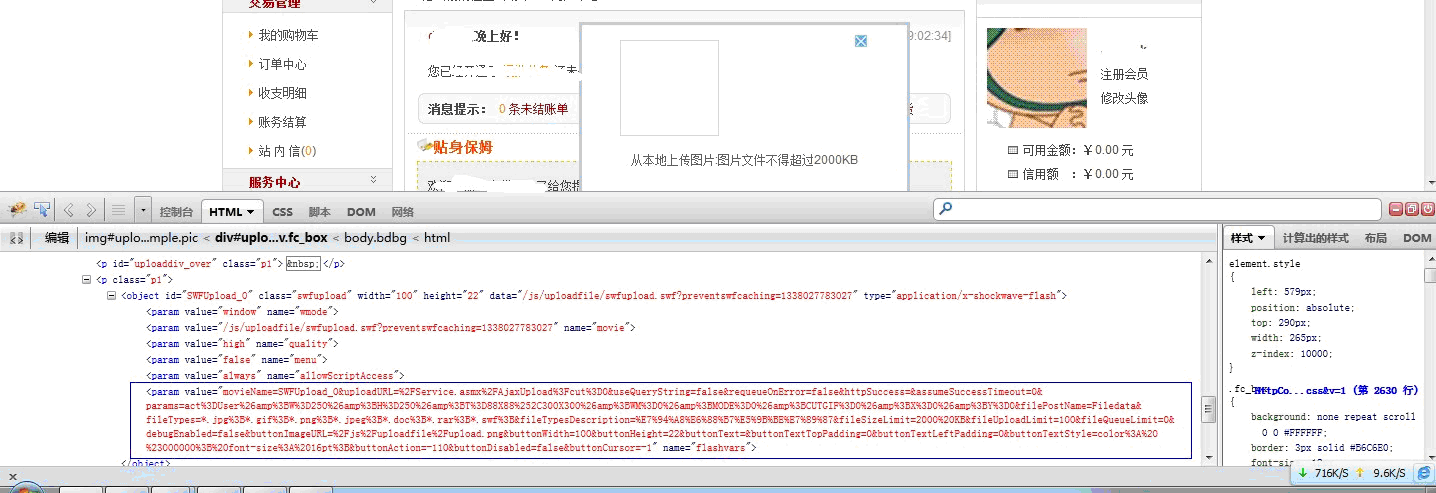 交易管理
我的购物车
订单中心
收支明细
账务结算
站 内 信(0)
服务中心
晚上好!
9:02:34]
消息提示： 0 条未结账单
贴身保姆
从本地上传图片:图片文件不得超过2000KB
注册会员
修改头像
可用金额: ￥0.00 元
信用额 : ￥0.00 元
控制台 HTML CSS 脚本 DOM 网络
编辑 img#uplo...mple.pic < div#uplo...v.fc_box < body.bdbg < html
样式 计算出的样式 布局 DOM
<p id="uploaddiv_over" class="p1"> &nbsp; </p>
<p class="p1">
<object id="SWFUpload_0" class="swfupload" width="100" height="22" data="/js/uploadfile/swfupload.swf?preventswfcaching=1338027783027" type="application/x-shockwave-flash">
<param value="window" name="wmode">
<param value="/js/uploadfile/swfupload.swf?preventswfcaching=1338027783027" name="movie">
<param value="high" name="quality">
<param value="false" name="menu">
<param value="always" name="allowScriptAccess">
<param value="movieName=SWFUpload_0&uploadURL=%2FService.asmx%2FAjaxUpload%3Fcut%3D0&useQueryString=false&requeueOnError=false&httpSuccess=&assumeSuccessTimeout=0&
params=act%3DUser%26amp%3BW%3D250%26amp%3BH%3D250%26amp%3BT%3D88X88%252C300X300%26amp%3BWM%3D0%26amp%3BMODE%3D0%26amp%3BCUTGIF%3D0%26amp%3BX%3D0%26amp%3BY%3D0&filePostName=Filedata&
fileTypes=*.jpg%3B*.gif%3B*.png%3B*.jpeg%3B*.doc%3B*.rar%3B*.swf%3B&fileTypesDescription=%E7%94%A8%E6%88%B7%E5%9B%BE%E7%89%87&fileSizeLimit=2000%20KB&fileUploadLimit=100&fileQueueLimit=0&
debugEnabled=false&buttonImageURL=%2Fjs%2Fuploadfile%2Fupload.png&buttonWidth=100&buttonHeight=22&buttonText=&buttonTextTopPadding=0&buttonTextLeftPadding=0&buttonTextStyle=color%3A%20
%23000000%3B%20font-size%3A%2016pt%3B&buttonAction=-110&buttonDisabled=false&buttonCursor=-1" name="flashvars">
</object>
element.style
{
left: 579px;
position: absolute;
top: 290px;
width: 265px;
z-index: 10000;
}
css&v=1 (第 2630 行)
{
background: none repeat scroll
0 0 #FFFFFF;
border: 3px solid #B6C6E0;
716K/S 9.6K/S